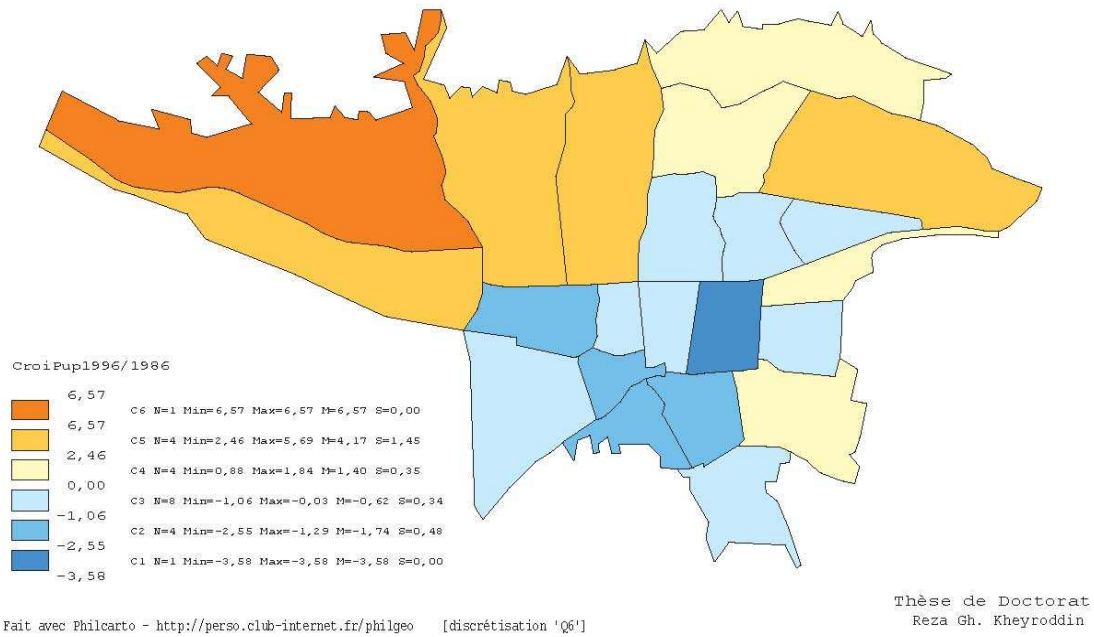 CroiPup1996/1986
6,57
C6 N=1 Min=6,57 Max=6,57 M=6,57 S=0,00
6,57
C5 N=4 Min=2,46 Max=5,69 M=4,17 S=1,45
2,46
C4 N=4 Min=0,88 Max=1,84 M=1,40 S=0,35
0,00
C3 N=8 Min=-1,06 Max=-0,03 M=-0,62 S=0,34
-1,06
C2 N=4 Min=-2,55 Max=-1,29 M=-1,74 S=0,48
-2,55
C1 N=1 Min=-3,58 Max=-3,58 M=-3,58 S=0,00
-3,58
Thèse de Doctorat
Reza Gh. Kheyroddin
Fait avec Philcarto - http://perso.club-internet.fr/philgeo [discrétisation 'Q6']